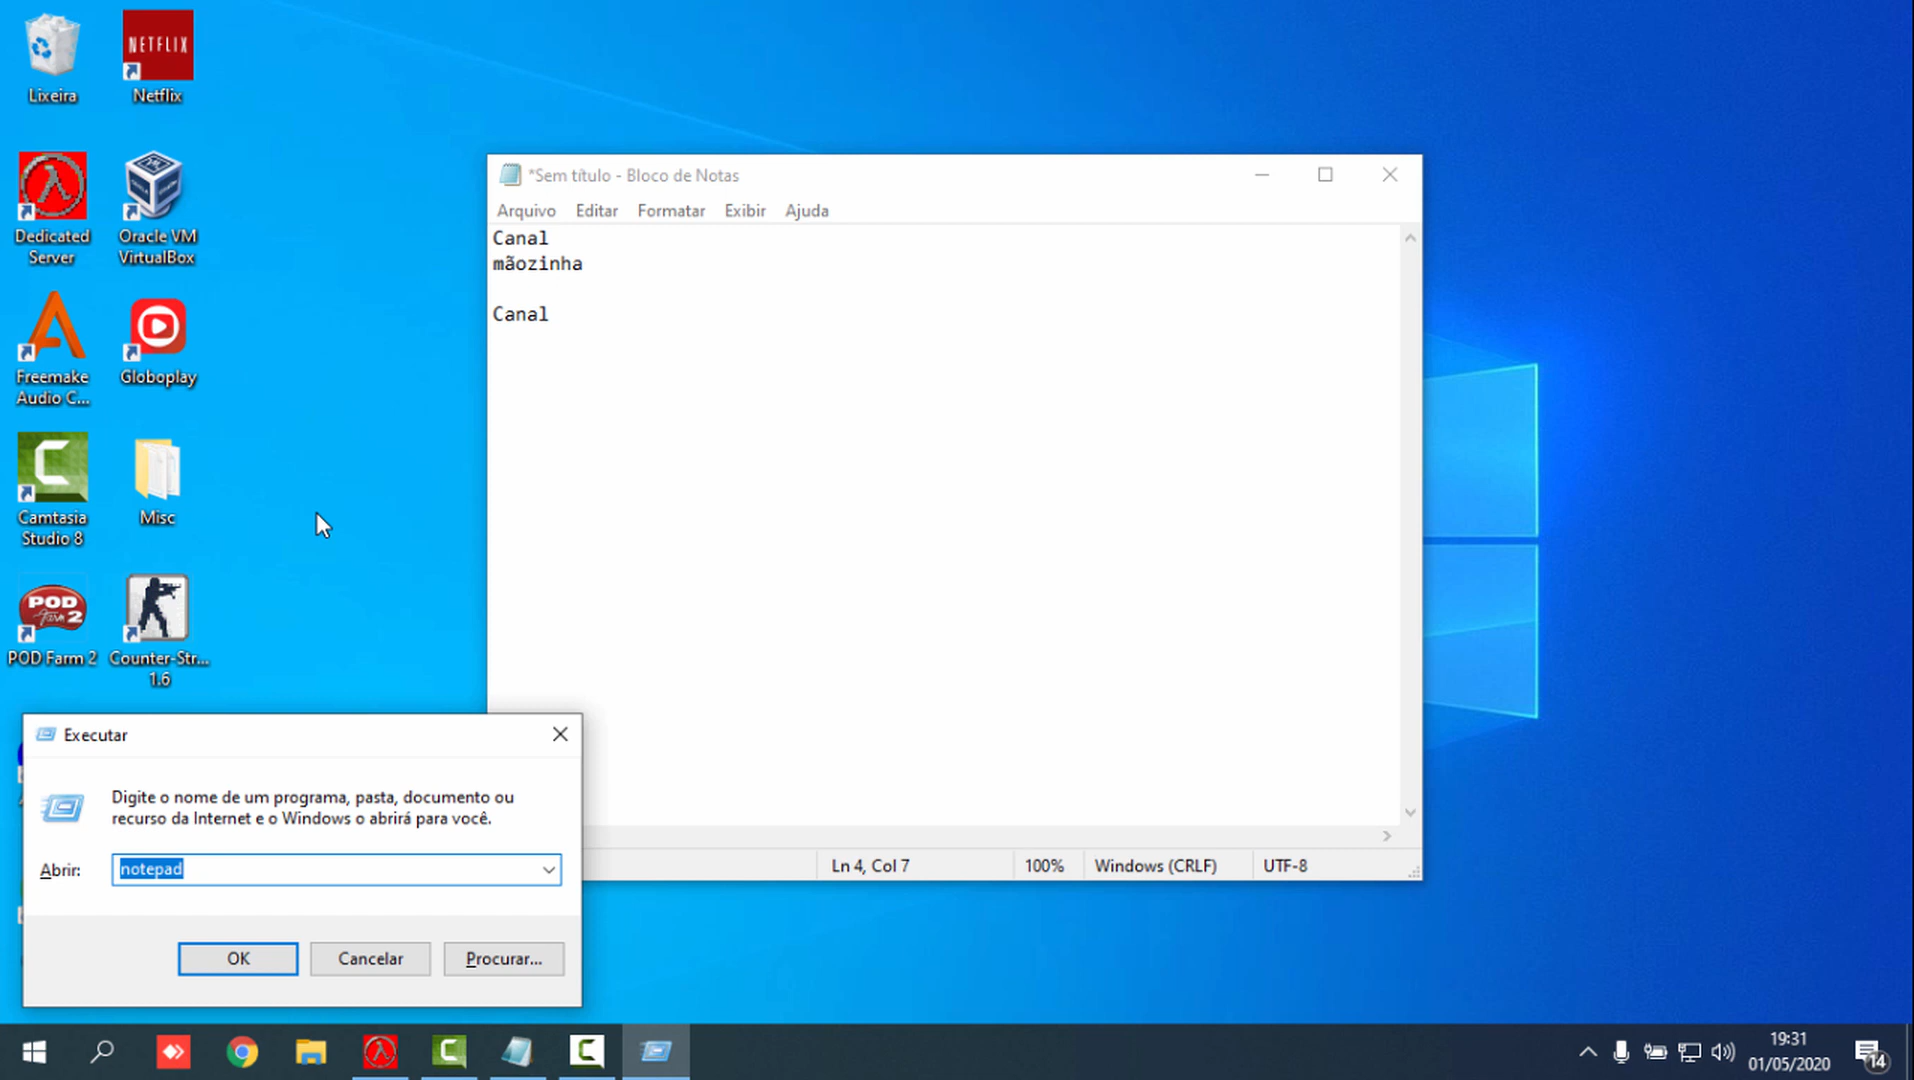 Lixeira
NETFLIX
Netflix
Dedicated
Server
Oracle VM
VirtualBox
Freemake
Audio C...
Globoplay
Camtasia
Studio 8
Misc
POD
Farm 2
POD Farm 2
Counter-Str...
1.6
*Sem título - Bloco de Notas
Arquivo Editar Formatar Exibir Ajuda
Canal
mãozinha
Canal
Ln 4, Col 7 100% Windows (CRLF) UTF-8
Executar
Digite o nome de um programa, pasta, documento ou
recurso da Internet e o Windows o abrirá para você.
Abrir: notepad
OK Cancelar Procurar...
19:31
01/05/2020
14